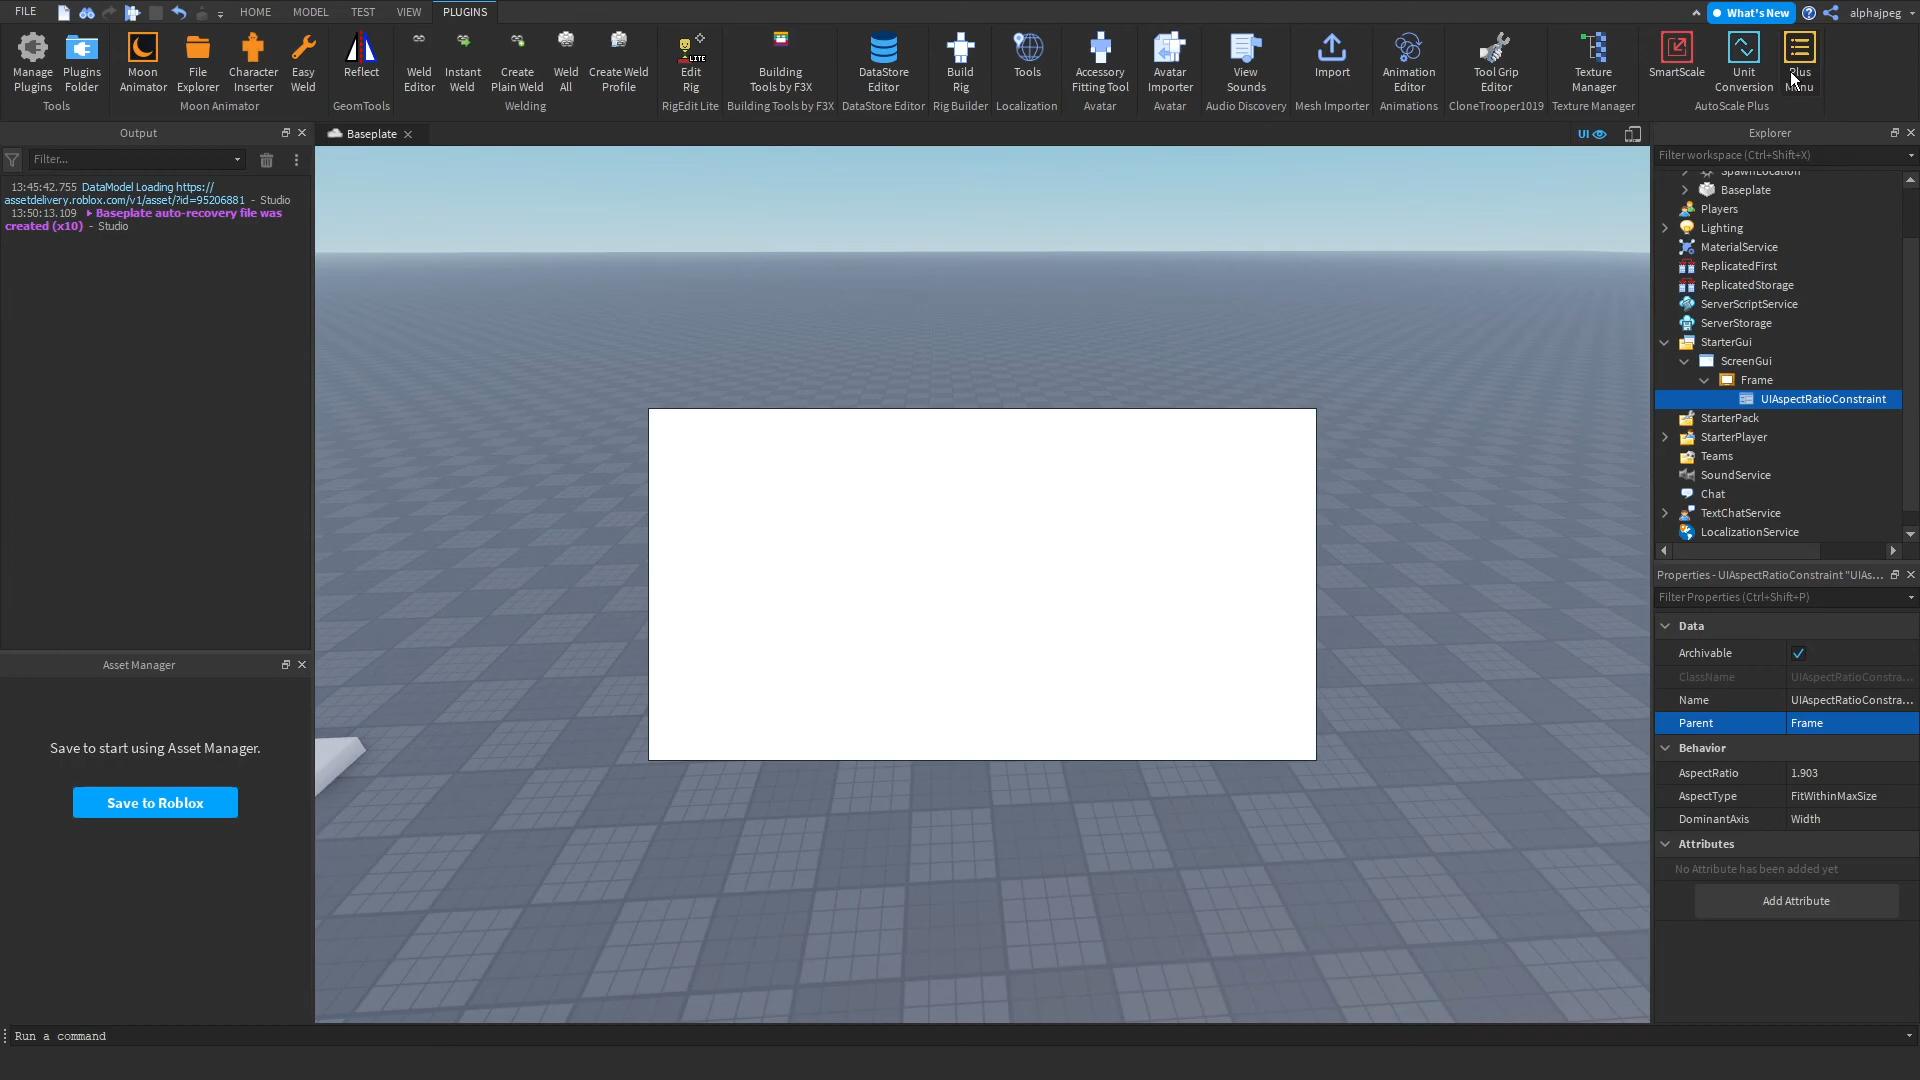 FILE
HOME
MODEL
TEST
VIEW
PLUGINS
What's New
alphajpeg
Manage Plugins
Plugins Folder
Tools
Moon Animator
File Explorer
Character Inserter
Easy Weld
Moon Animator
Reflect
GeomTools
Weld Editor
Instant Weld
Create Plain Weld
Weld All
Create Weld Profile
Welding
LITE
Edit Rig
RigEdit Lite
Building Tools by F3X
Building Tools by F3X
DataStore Editor
DataStore Editor
Build Rig
Rig Builder
Tools
Localization
Accessory Fitting Tool
Avatar
Avatar Importer
Avatar
View Sounds
Audio Discovery
Import
Mesh Importer
Animation Editor
Animations
Tool Grip Editor
CloneTrooper1019
Texture Manager
Texture Manager
SmartScale
Unit Conversion
Plus Menu
AutoScale Plus
Output
Filter...
13:45:42.755 DataModel Loading https://
assetdelivery.roblox.com/v1/asset/?id=95206881 - Studio
13:50:13.109 Baseplate auto-recovery file was
created (x10) - Studio
Asset Manager
Save to start using Asset Manager.
Save to Roblox
Baseplate
UI
Explorer
Filter workspace (Ctrl+Shift+X)
SpawnLocation
Baseplate
Players
Lighting
MaterialService
ReplicatedFirst
ReplicatedStorage
ServerScriptService
ServerStorage
StarterGui
ScreenGui
Frame
UIAspectRatioConstraint
StarterPack
StarterPlayer
Teams
SoundService
Chat
TextChatService
LocalizationService
Properties - UIAspectRatioConstraint "UIAs...
Filter Properties (Ctrl+Shift+P)
Data
Archivable
ClassName UIAspectRatioConstra...
Name UIAspectRatioConstra...
Parent Frame
Behavior
AspectRatio 1.903
AspectType FitWithinMaxSize
DominantAxis Width
Attributes
No Attribute has been added yet
Add Attribute
Run a command